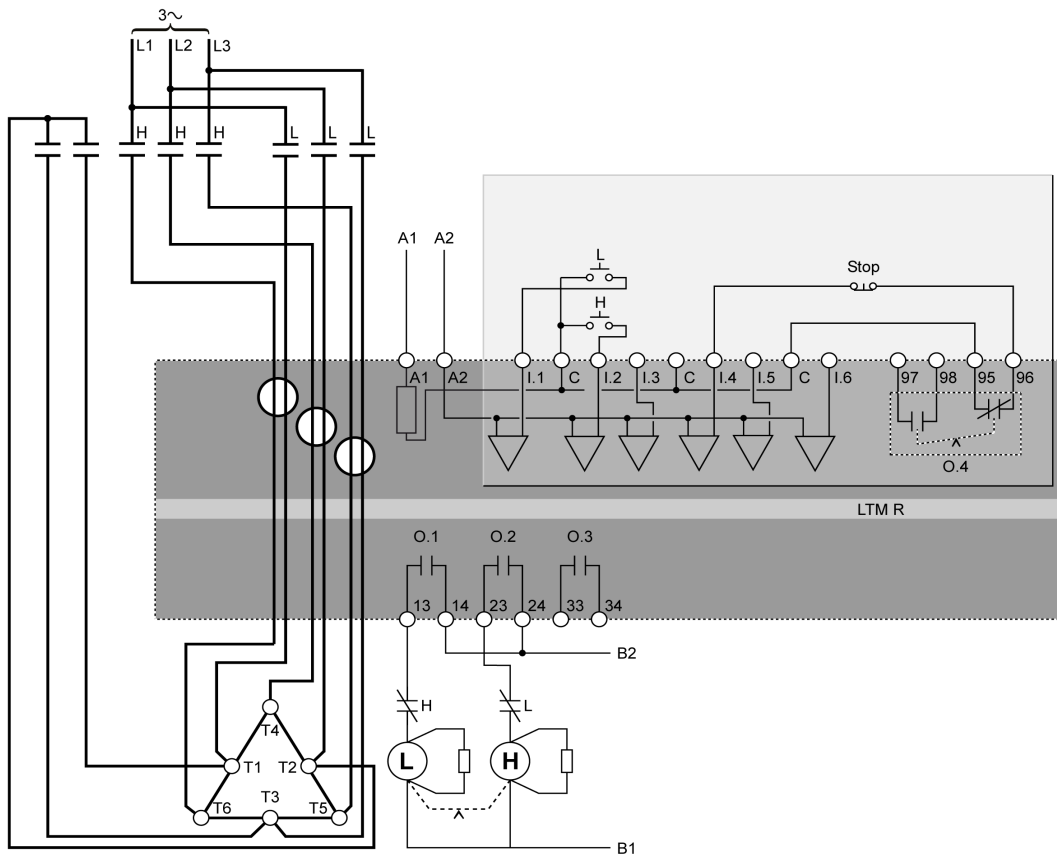 3～
L1 L2 L3
H H H L L L
A1 A2
L
H
Stop
A1 A2 I.1 C I.2 I.3 C I.4 I.5 C I.6 97 98 95 96
O.4
LTM R
O.1 O.2 O.3
13 14 23 24 33 34
B2
H L
L H
T4
T1 T2
T6 T3 T5
B1